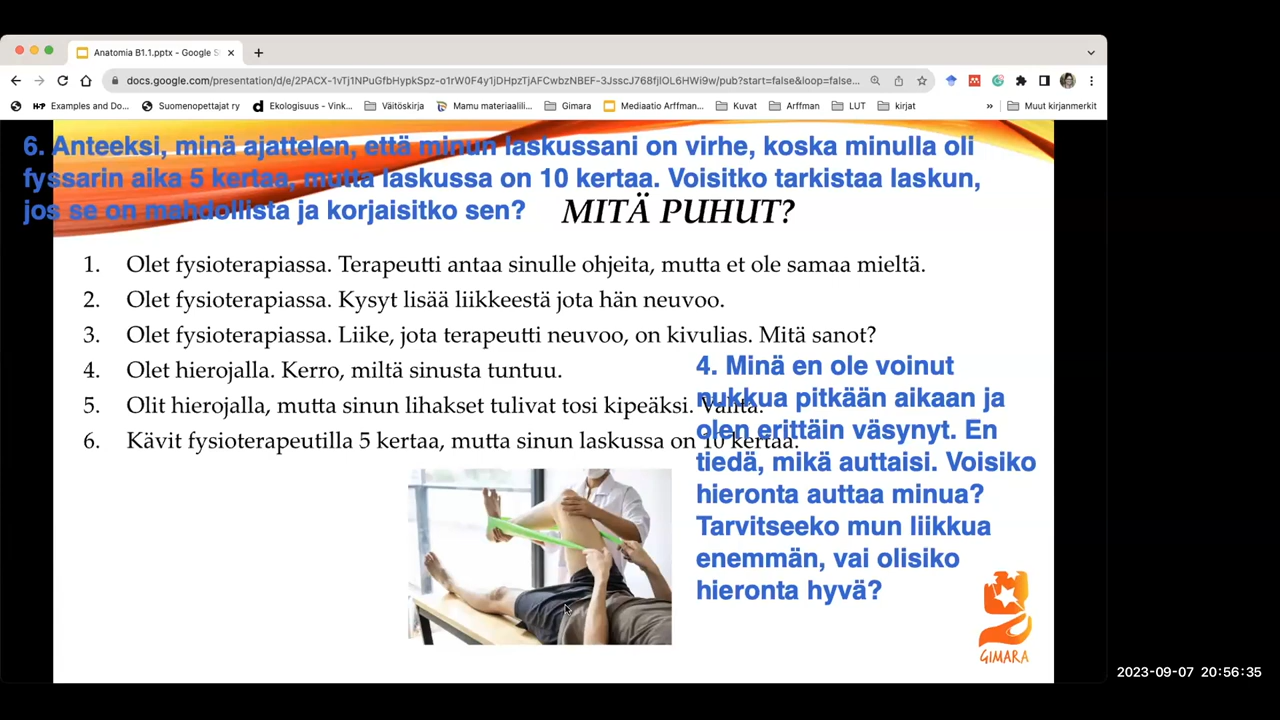 Anatomia B1.1.pptx - Google S
docs.google.com/presentation/d/e/2PACX-1vTj1NPuGfbHypkSpz-o1rW0F4y1jDHpzTjAFCwbzNBEF-3JsscJ768fjlOL6HWi9w/pub?start=false&loop=false...
Examples and Do...
Suomenopettajat ry
Ekologisuus - Vink...
Väitöskirja
Mamu materiaalili...
Gimara
Mediaatio Arffman...
Kuvat
Arffman
LUT
kirjat
»
Muut kirjanmerkit
6. Anteeksi, minä ajattelen, että minun laskussani on virhe, koska minulla oli
fyssarin aika 5 kertaa, mutta laskussa on 10 kertaa. Voisitko tarkistaa laskun,
jos se on mahdollista ja korjaisitko sen?
MITÄ PUHUT?
1. Olet fysioterapiassa. Terapeutti antaa sinulle ohjeita, mutta et ole samaa mieltä.
2. Olet fysioterapiassa. Kysyt lisää liikkeestä jota hän neuvoo.
3. Olet fysioterapiassa. Liike, jota terapeutti neuvoo, on kivulias. Mitä sanot?
4. Olet hierojalla. Kerro, miltä sinusta tuntuu.
5. Olit hierojalla, mutta sinun lihakset tulivat tosi kipeäksi. Valita.
6. Kävit fysioterapeutilla 5 kertaa, mutta sinun laskussa on 10 kertaa.
4. Minä en ole voinut
nukkua pitkään aikaan ja
olen erittäin väsynyt. En
tiedä, mikä auttaisi. Voisiko
hieronta auttaa minua?
Tarvitseeko mun liikkua
enemmän, vai olisiko
hieronta hyvä?
GIMARA
2023-09-07 20:56:35